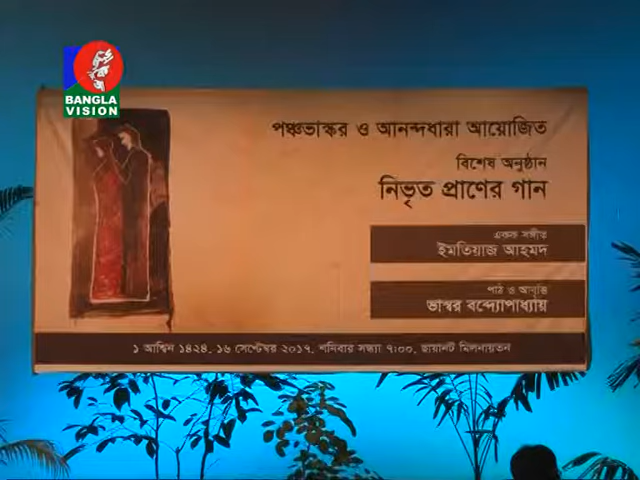 BANGLA
VISION
পঞ্চভাস্কর ও আনন্দধারা আয়োজিত
বিশেষ অনুষ্ঠান
নিভৃত প্রাণের গান
একক সঙ্গীত
ইমতিয়াজ আহমদ
পাঠ ও আবৃত্তি
ভাস্বর বন্দ্যোপাধ্যায়
১ আশ্বিন ১৪২৪, ১৬ সেপ্টেম্বর ২০১৭, শনিবার সন্ধ্যা ৭:০০, ছায়ানট মিলনায়তন